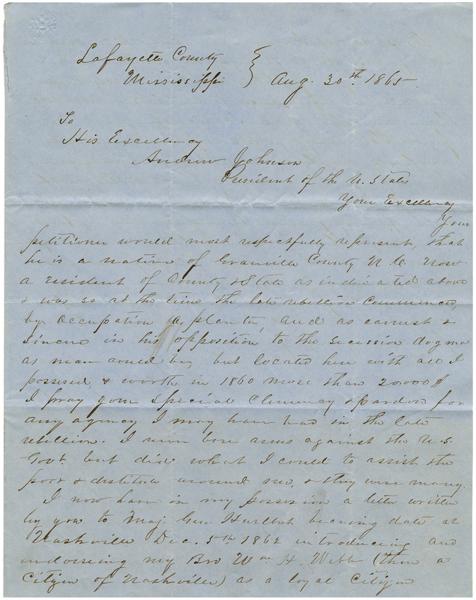 Lafayette County
Mississippi } Aug. 30th 1865
To
His Excellency
Andrew Johnson
President of the U. States
Your Excellency
Your
petitioner would most respectfully represent, that
he is a native of Granville County N C. Now
a resident of County & State as indicated above
& was so at the time the late rebellion commenced,
by occupation a planter, and as earnest &
sincere in his opposition to the secession dogma
as man could be, but located here with all I
possessed, & worth in 1860 more than 20,000$
I pray your special clemency & pardon for
any agency I may have had in the late
rebellion. I never bore arms against the U S
Govt. but did what I could to assist the
poor & destitute around me, & they were many.
I now have in my possession a letter written
by you to Maj. Genl Hurlbut bearing date at
Nashville Dec. 5th 1862 introducing and
endorsing my Bro Wm H. Webb (then a
Citizen of Nashville) as a loyal Citizen